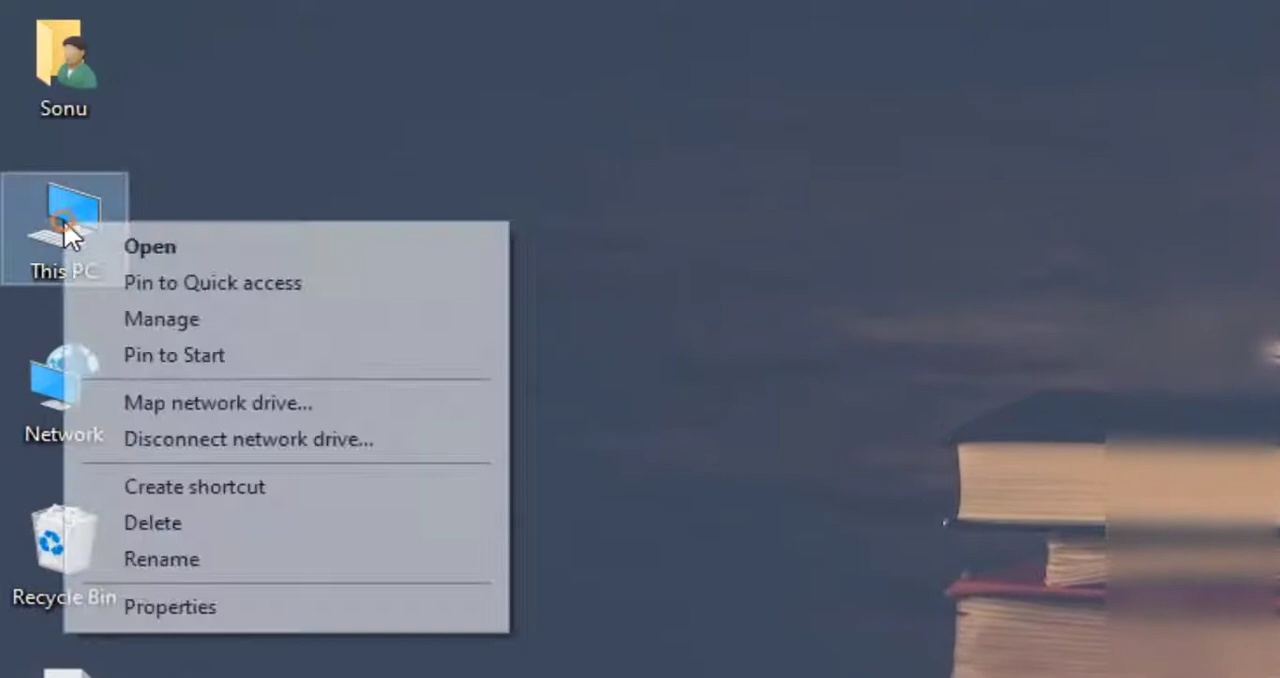 Sonu
This PC
Open
Pin to Quick access
Manage
Pin to Start
Map network drive...
Disconnect network drive...
Create shortcut
Delete
Rename
Properties
Network
Recycle Bin